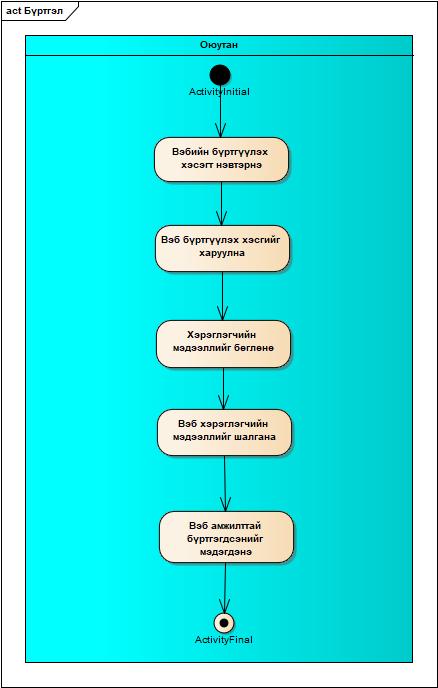 act Бүртгэл
Оюутан
ActivityInitial
Вэбийн бүртгүүлэх
хэсэгт нэвтэрнэ
Вэб бүртгүүлэх хэсгийг
харуулна
Хэрэглэгчийн
мэдээллийг бөглөнө
Вэб хэрэглэгчийн
мэдээллийг шалгана
Вэб амжилттай
бүртгэгдсэнийг
мэдэгдэнэ
ActivityFinal